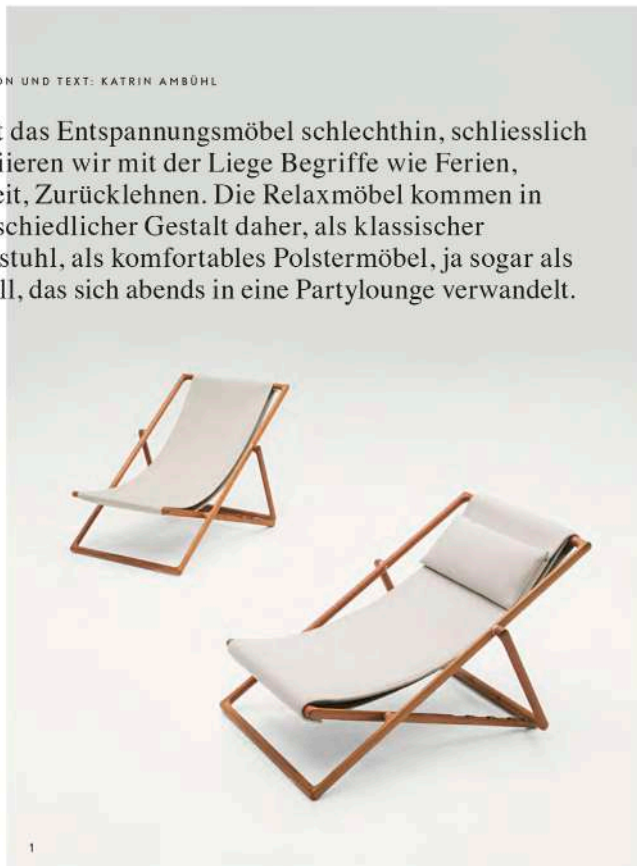 ON UND TEXT: KATRIN AMBÜHL
t das Entspannungsmöbel schlechthin, schliesslich
iieren wir mit der Liege Begriffe wie Ferien,
eit, Zurücklehnen. Die Relaxmöbel kommen in
schiedlicher Gestalt daher, als klassischer
stuhl, als komfortables Polstermöbel, ja sogar als
ll, das sich abends in eine Partylounge verwandelt.
1